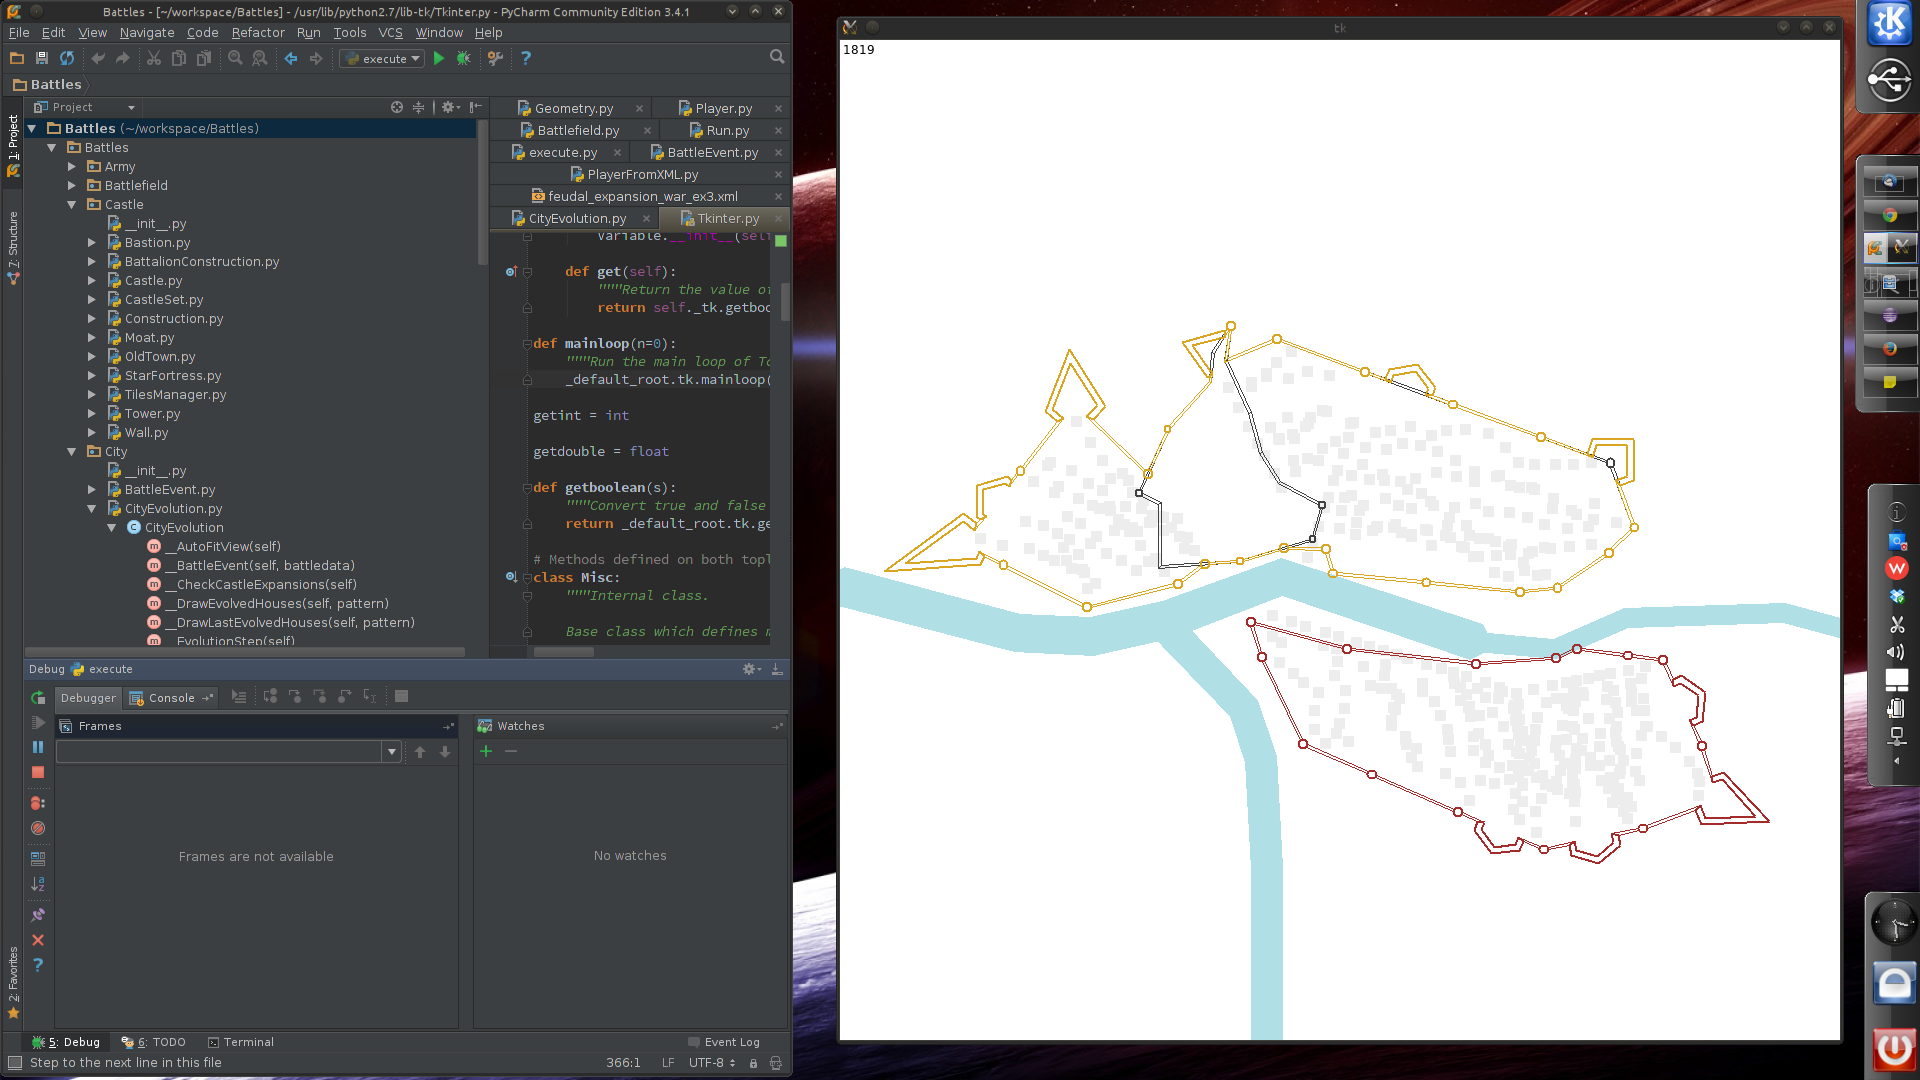 Battles - [~/workspace/Battles] - /usr/lib/python2.7/lib-tk/Tkinter.py - PyCharm Community Edition 3.4.1
File Edit View Navigate Code Refactor Run Tools VCS Window Help
execute
Battles
Project
1: Project
7: Structure
2: Favorites
Battles (~/workspace/Battles)
Battles
Army
Battlefield
Castle
__init__.py
Bastion.py
BattalionConstruction.py
Castle.py
CastleSet.py
Construction.py
Moat.py
OldTown.py
StarFortress.py
TilesManager.py
Tower.py
Wall.py
City
__init__.py
BattleEvent.py
CityEvolution.py
CityEvolution
__AutoFitView(self)
__BattleEvent(self, battledata)
__CheckCastleExpansions(self)
__DrawEvolvedHouses(self, pattern)
__DrawLastEvolvedHouses(self, pattern)
__EvolutionStep(self)
Geometry.py Player.py
Battlefield.py Run.py
execute.py BattleEvent.py
PlayerFromXML.py
feudal_expansion_war_ex3.xml
CityEvolution.py Tkinter.py
Variable.__init__(self
def get(self):
"""Return the value of
return self._tk.getboo
def mainloop(n=0):
"""Run the main loop of Tc
_default_root.tk.mainloop(
getint = int
getdouble = float
def getboolean(s):
"""Convert true and false
return _default_root.tk.ge
# Methods defined on both topl
class Misc:
"""Internal class.
Base class which defines m
Debug execute
Debugger Console
Frames
Watches
Frames are not available
No watches
5: Debug 6: TODO Terminal Event Log
Step to the next line in this file 366:1 LF UTF-8
tk
1819